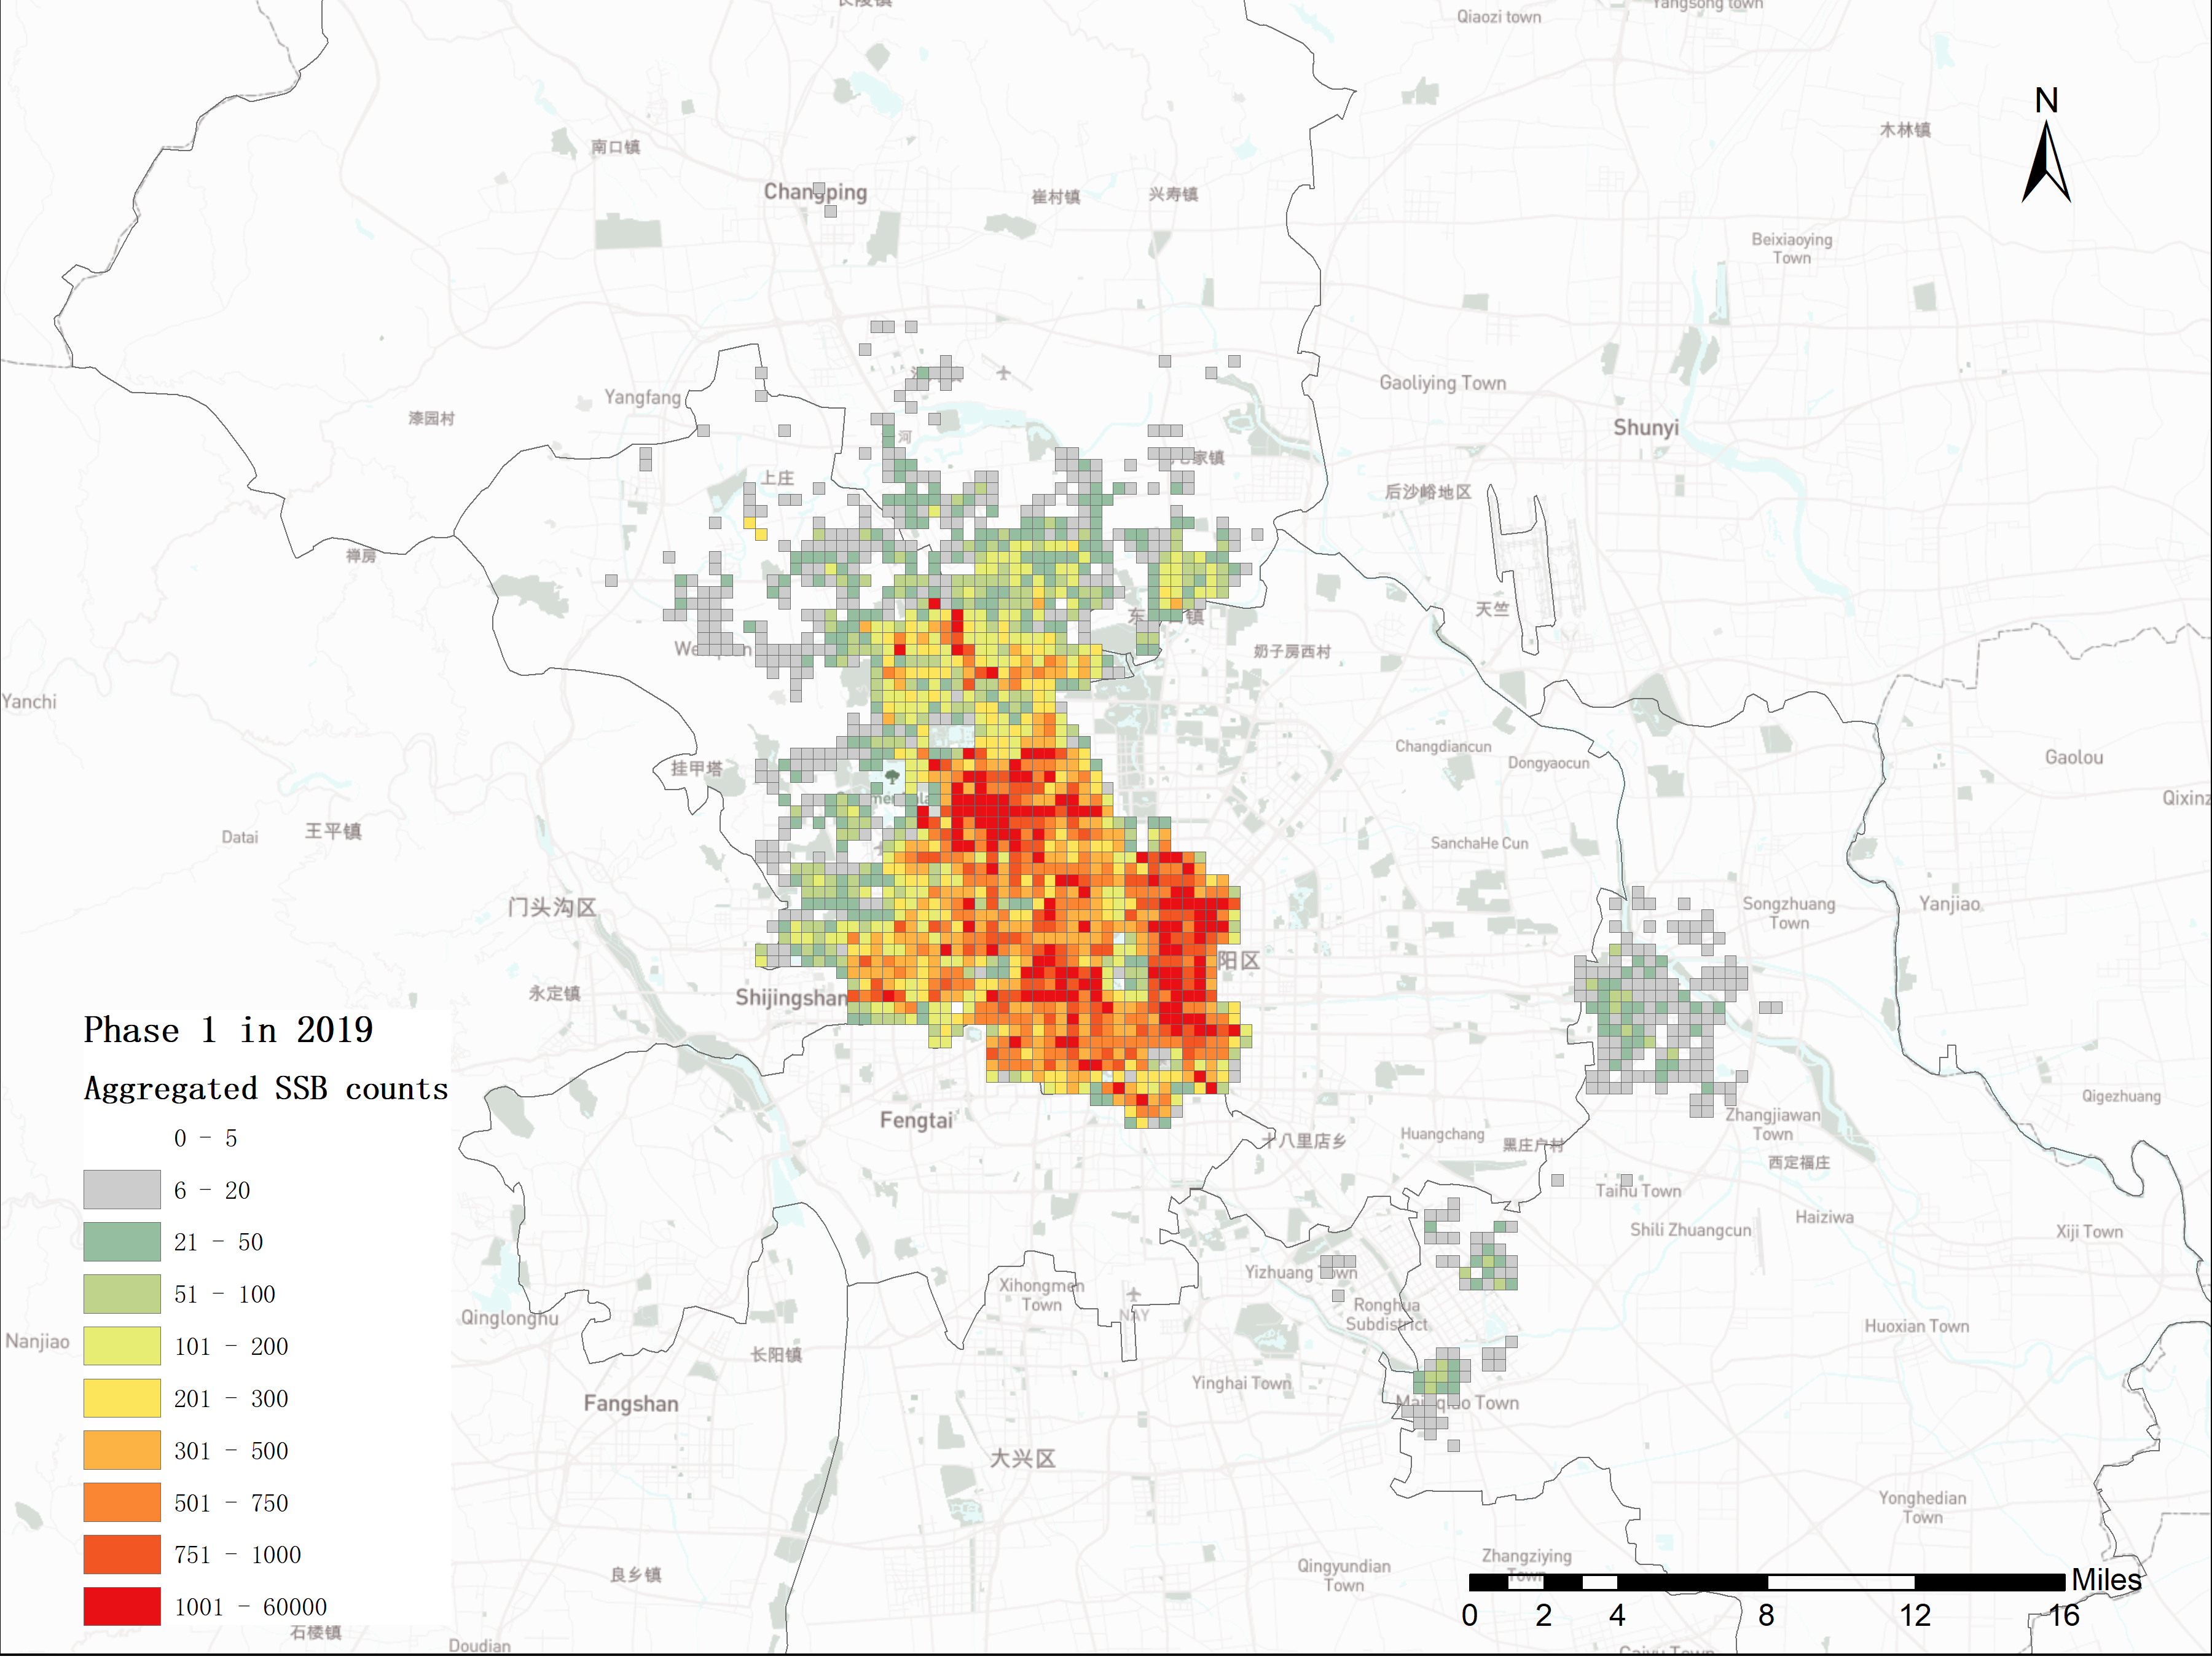 Qiaozi town
Yangsong town
N
木林镇
南口镇
Changping
崔村镇
兴寿镇
Beixiaoying
Town
Yangfang
Gaoliying Town
漆园村
Shunyi
河
家镇
上庄
后沙峪地区
禅房
天竺
东
镇
奶子房西村
Yanchi
Changdiancun
Gaolou
Dongyaocun
挂甲塔
Qixinz
Datai
王平镇
SanchaHe Cun
门头沟区
Songzhuang
Town
Yanjiao
阳区
永定镇
Shijingshan
Phase 1 in 2019
Aggregated SSB counts
0 - 5
6 - 20
21 - 50
51 - 100
101 - 200
201 - 300
301 - 500
501 - 750
751 - 1000
1001 - 60000
Qigezhuang
Fengtai
Zhangjiawan
Town
十八里店乡
Huangchang
黑庄户村
西定福庄
Taihu Town
Haiziwa
Shili Zhuangcun
Xiji Town
Yizhuang Town
Xihongmen
Town
NAY
Ronghua
Subdistrict
Qinglonghu
Nanjiao
Huoxian Town
长阳镇
Yinghai Town
Fangshan
Town
大兴区
Yonghedian
Town
良乡镇
Qingyundian
Town
Zhangziying
Town
Miles
0 2 4 8 12 16
石楼镇
Doudian